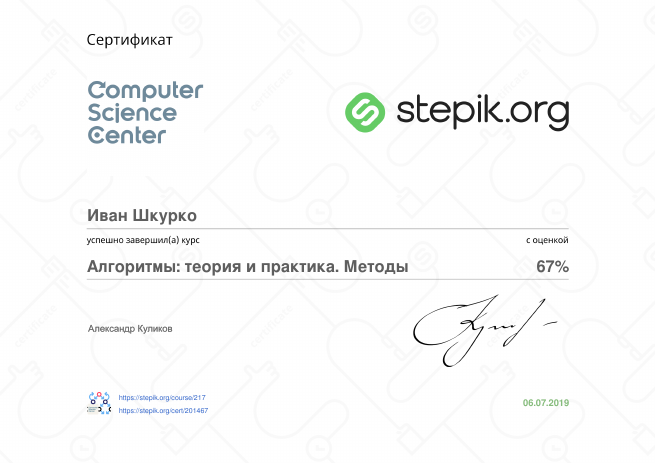 Сертификат
Computer
Science
Center
stepik.org
Иван Шкурко
успешно завершил(а) курс с оценкой
Алгоритмы: теория и практика. Методы 67%
Александр Куликов
https://stepik.org/course/217
https://stepik.org/cert/201467
06.07.2019